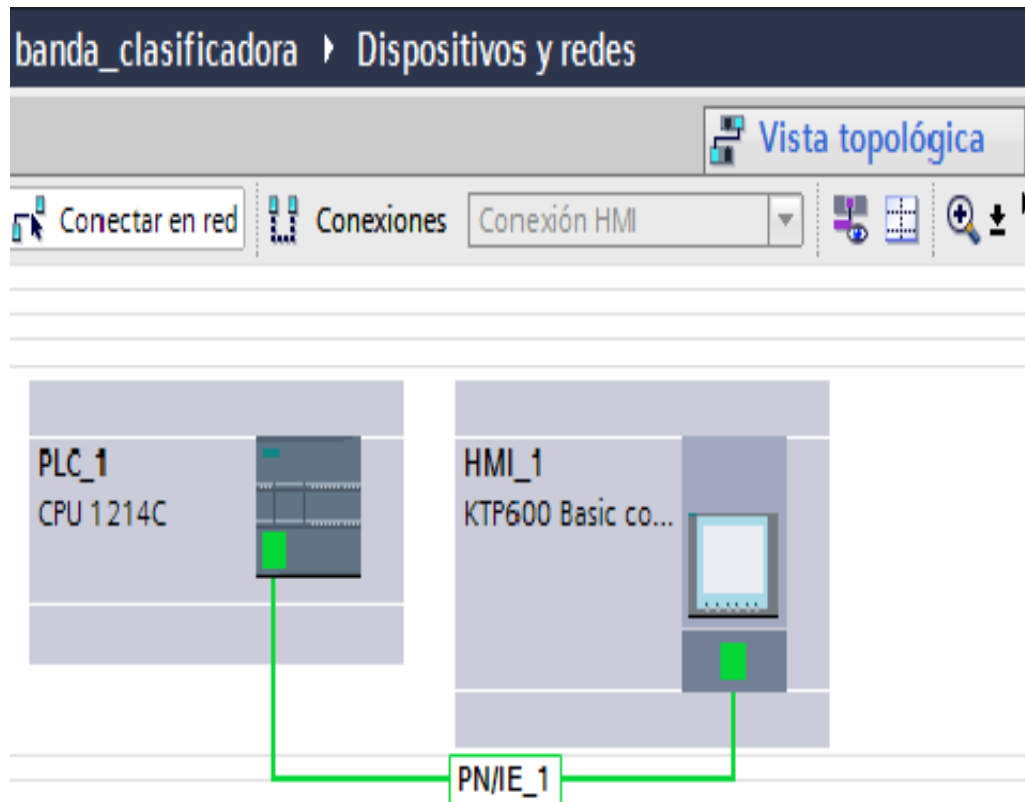 banda_clasificadora ▸ Dispositivos y redes
Vista topológica
Conectar en red Conexiones Conexión HMI
PLC_1
CPU 1214C
HMI_1
KTP600 Basic co...
PN/IE_1